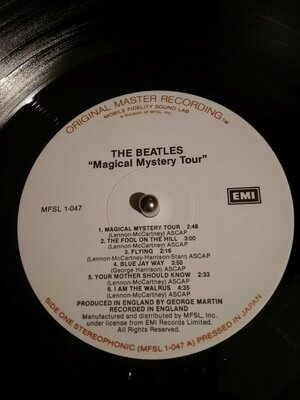 ORIGINAL MASTER RECORDING™
MOBILE FIDELITY SOUND LAB
a division of MFSL, Inc.
THE BEATLES
"Magical Mystery Tour"
MFSL 1-047
EMI
1. MAGICAL MYSTERY TOUR 2:48
(Lennon-McCartney) ASCAP
2. THE FOOL ON THE HILL 3:00
(Lennon-McCartney) ASCAP
3. FLYING 2:16
(Lennon-McCartney-Harrison-Starr) ASCAP
4. BLUE JAY WAY 3:50
(George Harrison) ASCAP
5. YOUR MOTHER SHOULD KNOW 2:33
(Lennon-McCartney) ASCAP
6. I AM THE WALRUS 4:35
(Lennon-McCartney) ASCAP
PRODUCED IN ENGLAND BY GEORGE MARTIN
RECORDED IN ENGLAND
Manufactured and distributed by MFSL, Inc.
under license from EMI Records Limited.
All Rights Reserved.
SIDE ONE STEREOPHONIC (MFSL 1-047 A) PRESSED IN JAPAN